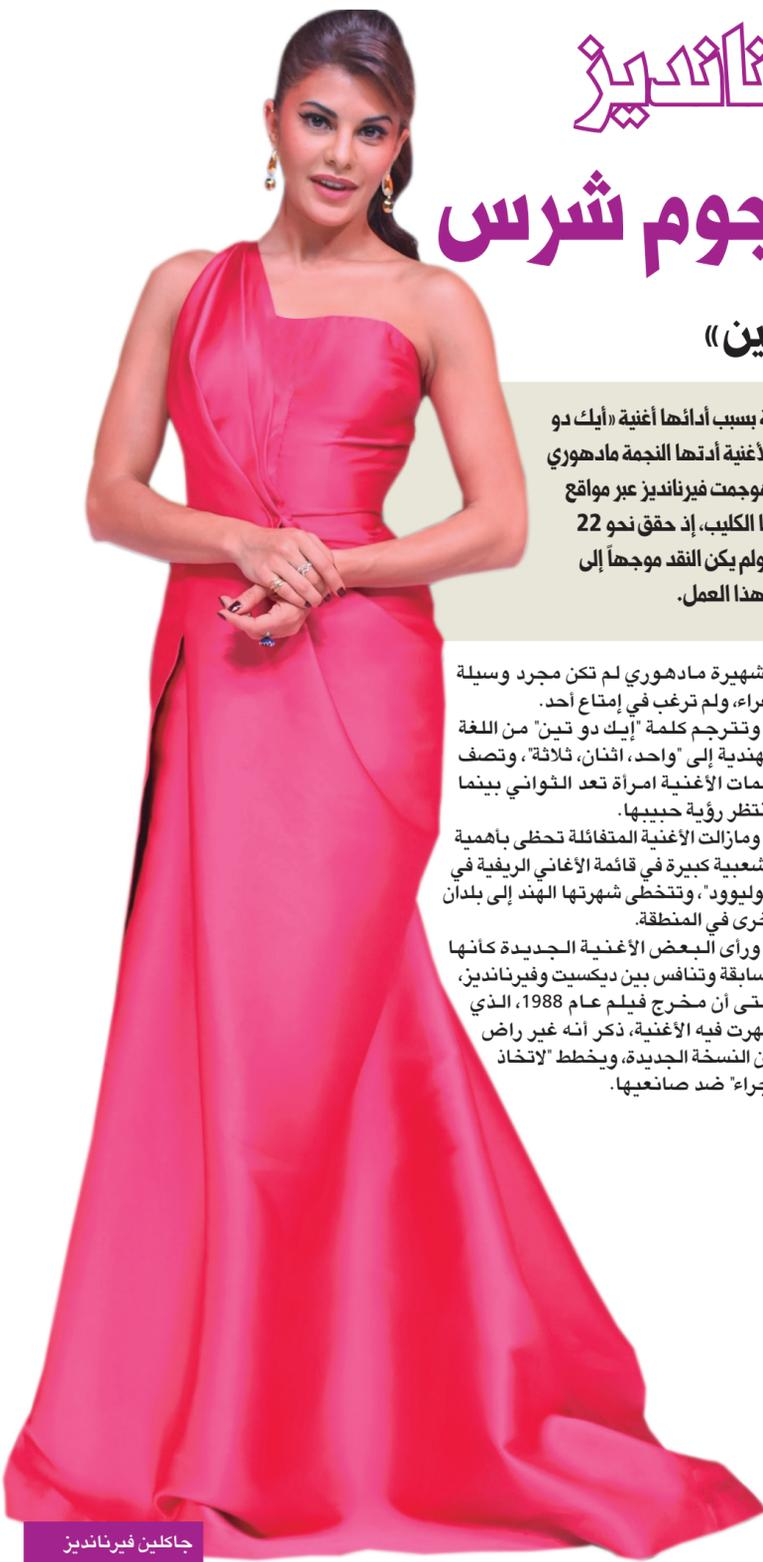 نانديز
جوم شرس
ين»
بسبب أدائها أغنية «أيك دو
لأغنية أدتها النجمة مادهوري
هوجمت فيرنانديز عبر مواقع
ا الكليب، إذ حقق نحو 22
ولم يكن النقد موجهاً إلى
هذا العمل.
شهيرة مادهوري لم تكن مجرد وسيلة
راء، ولم ترغب في إمتاع أحد.
وتترجم كلمة "إيك دو تين" من اللغة
هندية إلى "واحد، اثنان، ثلاثة"، وتصف
مات الأغنية امرأة تعد الثواني بينما
نتظر رؤية حبيبها.
ومازالت الأغنية المتفائلة تحظى بأهمية
شعبية كبيرة في قائمة الأغاني الريفية في
وليوود"، وتتخطى شهرتها الهند إلى بلدان
خرى في المنطقة.
ورأى البعض الأغنية الجديدة كأنها
سابقة وتنافس بين ديكسيت وفيرنانديز،
تى أن مخرج فيلم عام 1988، الذي
هرت فيه الأغنية، ذكر أنه غير راض
ن النسخة الجديدة، ويخطط "لاتخاذ
جراء" ضد صانعيها.
جاكلين فيرنانديز